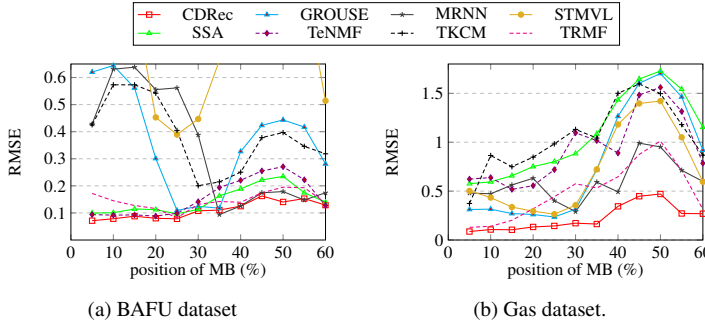 CDRec GROUSE MRNN STMVL
SSA TeNMF TKCM TRMF
RMSE
0.6
0.5
0.4
0.3
0.2
0.1
0 10 20 30 40 50 60
position of MB (%)
(a) BAFU dataset
RMSE
1.5
1
0.5
0
0 10 20 30 40 50 60
position of MB (%)
(b) Gas dataset.